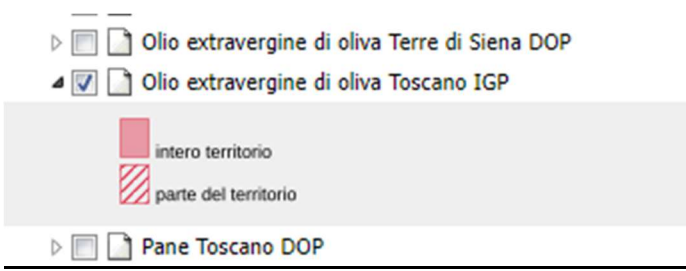 Olio extravergine di oliva Terre di Siena DOP
Olio extravergine di oliva Toscano IGP
intero territorio
parte del territorio
Pane Toscano DOP